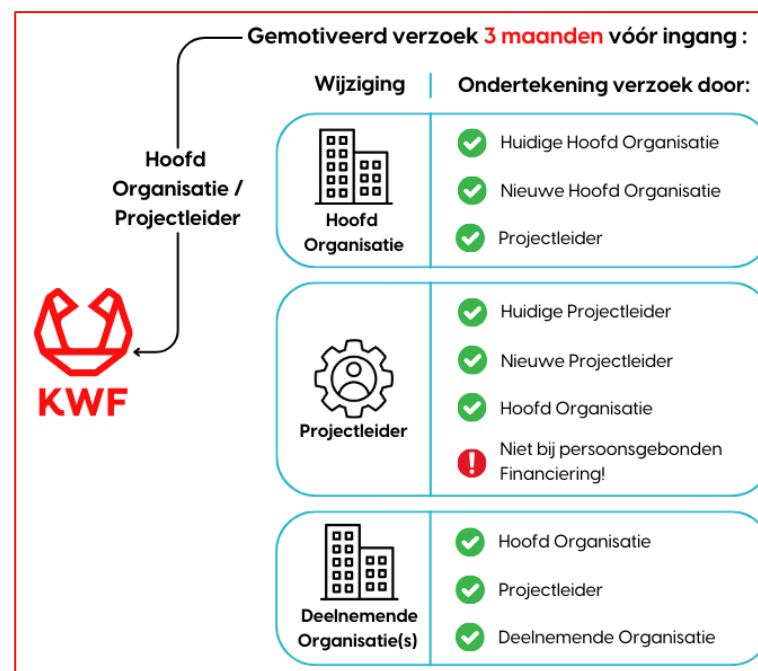 Gemotiveerd verzoek 3 maanden vóór ingang :
Wijziging
Ondertekening verzoek door:
Hoofd
Organisatie /
Projectleider
KWF
Hoofd
Organisatie
Huidige Hoofd Organisatie
Nieuwe Hoofd Organisatie
Projectleider
Projectleider
Huidige Projectleider
Nieuwe Projectleider
Hoofd Organisatie
Niet bij persoonsgebonden
Financiering!
Deelnemende
Organisatie(s)
Hoofd Organisatie
Projectleider
Deelnemende Organisatie